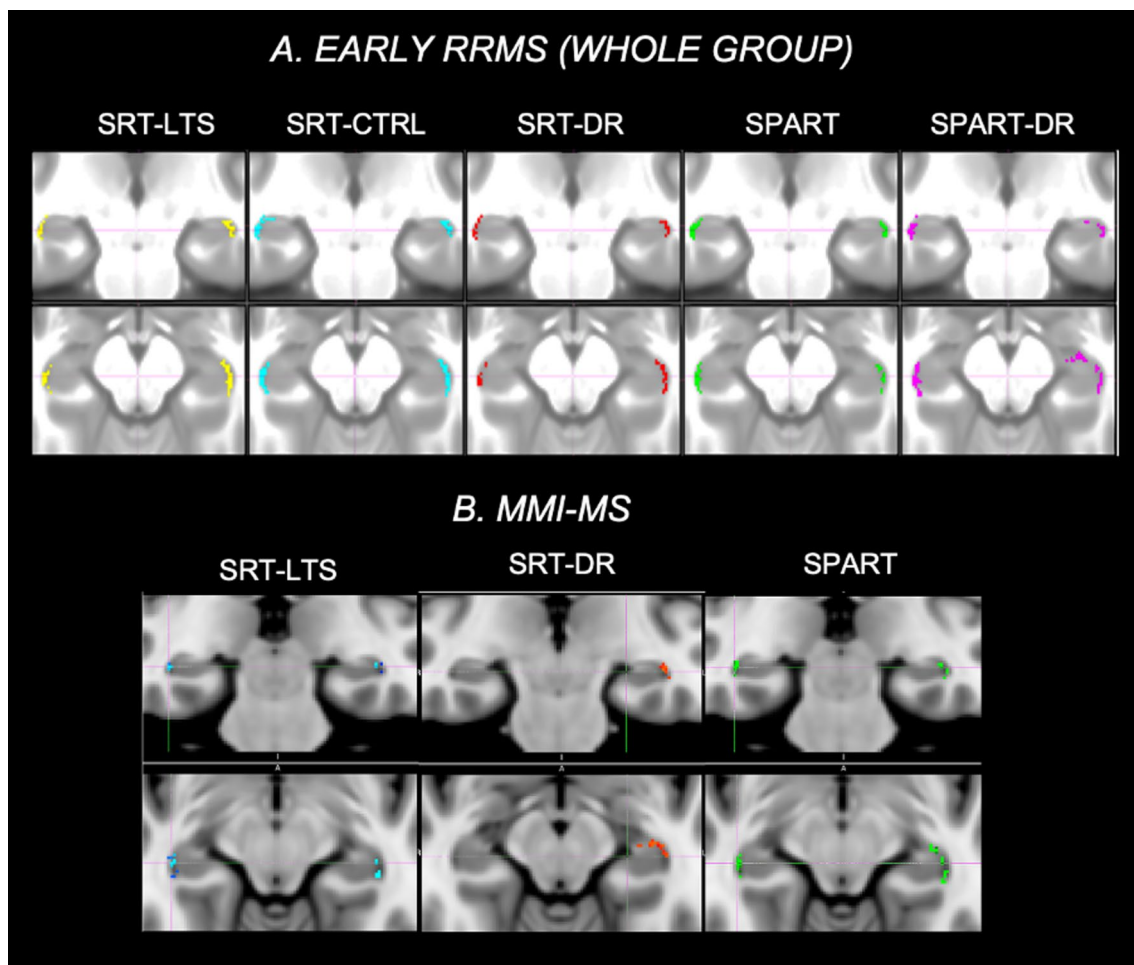 A. EARLY RRMS (WHOLE GROUP)
SRT-LTS SRT-CTRL SRT-DR SPART SPART-DR
B. MMI-MS
SRT-LTS SRT-DR SPART
I I I
A A A